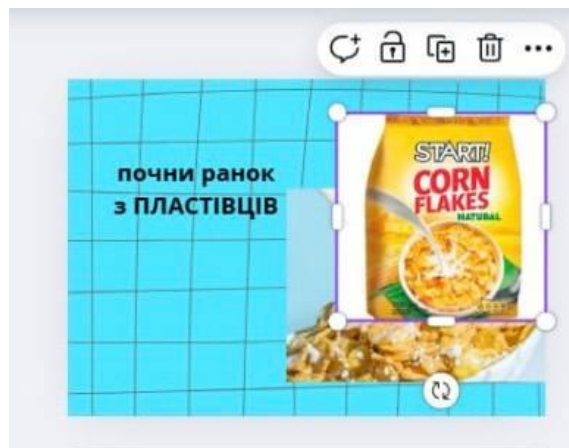 почни ранок
з ПЛАСТІВЦІВ
START!
CORN
FLAKES
NATURAL